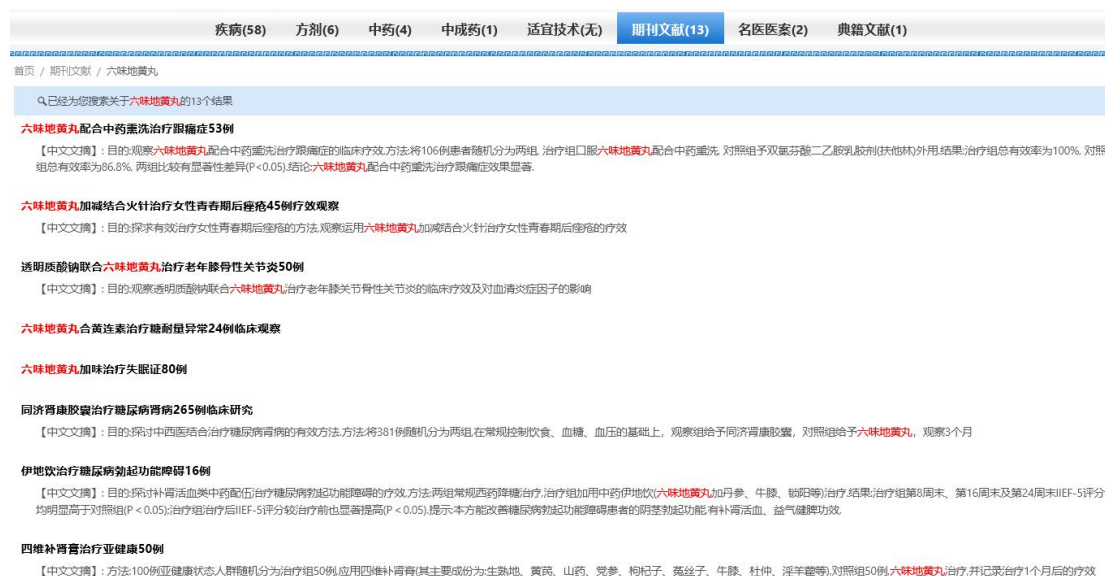 疾病(58) 方剂(6) 中药(4) 中成药(1) 适宜技术(无) 期刊文献(13) 名医医案(2) 典籍文献(1)
首页 / 期刊文献 / 六味地黄丸
已经为您搜索关于六味地黄丸的13个结果
六味地黄丸配合中药熏洗治疗跟痛症53例
【中文文摘】: 目的:观察六味地黄丸配合中药熏洗治疗跟痛症的临床疗效.方法:将106例患者随机分为两组, 治疗组口服六味地黄丸配合中药熏洗, 对照组予双氯芬酸二乙胺乳胶剂(扶他林)外用.结果:治疗组总有效率为100%, 对照
组总有效率为86.8%, 两组比较有显著性差异(P<0.05).结论:六味地黄丸配合中药熏洗治疗跟痛症效果显著.
六味地黄丸加减结合火针治疗女性青春期后痤疮45例疗效观察
【中文文摘】: 目的:探求有效治疗女性青春期后痤疮的方法,观察运用六味地黄丸加减结合火针治疗女性青春期后痤疮的疗效
透明质酸钠联合六味地黄丸治疗老年膝骨性关节炎50例
【中文文摘】: 目的:观察透明质酸钠联合六味地黄丸治疗老年膝关节骨性关节炎的临床疗效及对血清炎症因子的影响
六味地黄丸合黄连素治疗糖耐量异常24例临床观察
六味地黄丸加味治疗失眠证80例
同济肾康胶囊治疗糖尿病肾病265例临床研究
【中文文摘】: 目的:探讨中西医结合治疗糖尿病肾病的有效方法.方法:将381例随机分为两组,在常规控制饮食、血糖、血压的基础上，观察组给予同济肾康胶囊，对照组给予六味地黄丸，观察3个月
伊地饮治疗糖尿病勃起功能障碍16例
【中文文摘】: 目的:探讨补肾活血类中药配伍治疗糖尿病勃起功能障碍的疗效.方法:两组常规西药降糖治疗,治疗组加用中药伊地饮(六味地黄丸加丹参、牛膝、锁阳等)治疗.结果:治疗组第8周末、第16周末及第24周末IIEF-5评分
均明显高于对照组(P < 0.05);治疗组治疗后IIEF-5评分较治疗前也显著提高(P < 0.05).提示:本方能改善糖尿病勃起功能障碍患者的阴茎勃起功能,有补肾活血、益气健脾功效.
四维补肾膏治疗亚健康50例
【中文文摘】: 方法:100例亚健康状态人群随机分为治疗组50例,应用四维补肾膏(其主要成份为:生熟地、黄芪、山药、党参、枸杞子、菟丝子、牛膝、杜仲、淫羊藿等),对照组50例,六味地黄丸治疗,并记录治疗1个月后的疗效